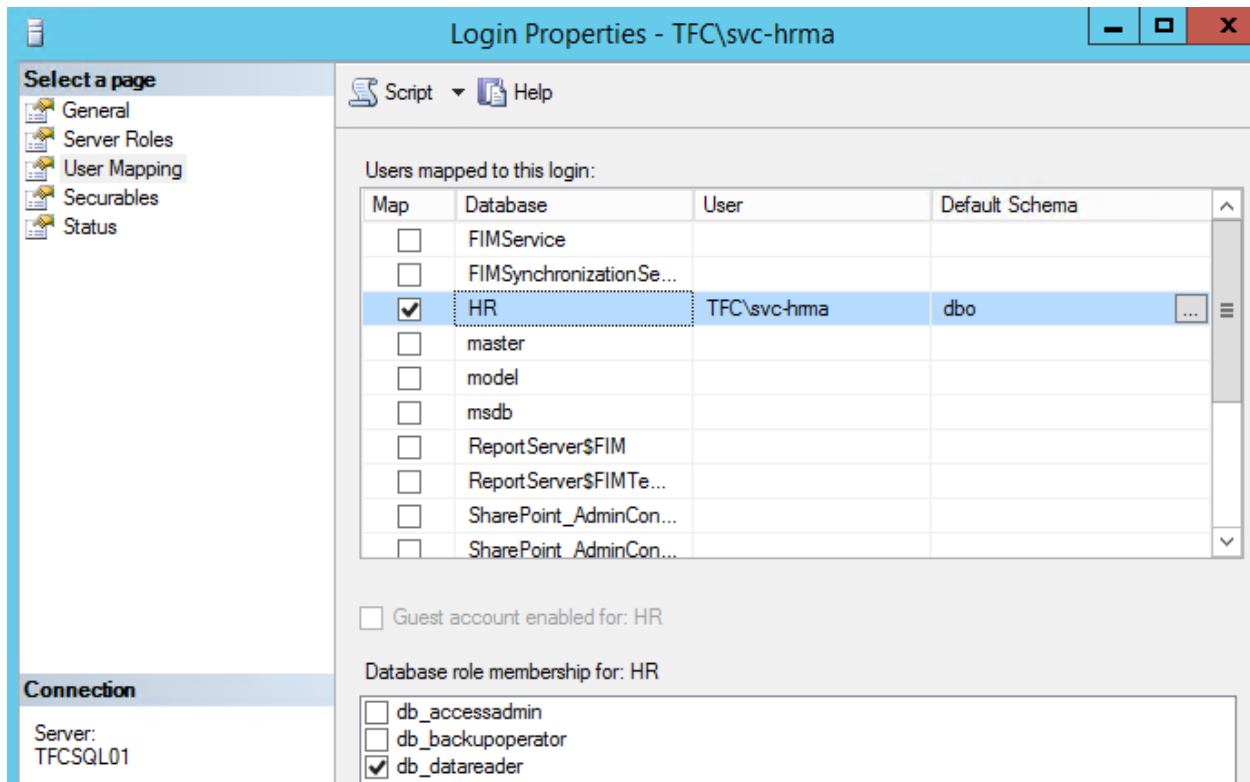 Login Properties - TFC\svc-hrma
Select a page
General
Server Roles
User Mapping
Securables
Status
Script Help
Users mapped to this login:
Map Database User Default Schema
FIMService
FIMSynchronizationSe...
HR TFC\svc-hrma dbo ...
master
model
msdb
ReportServer$FIM
ReportServer$FIMTe...
SharePoint_AdminCon...
SharePoint_AdminCon...
Guest account enabled for: HR
Database role membership for: HR
db_accessadmin
db_backupoperator
db_datareader
Connection
Server:
TFCSQL01